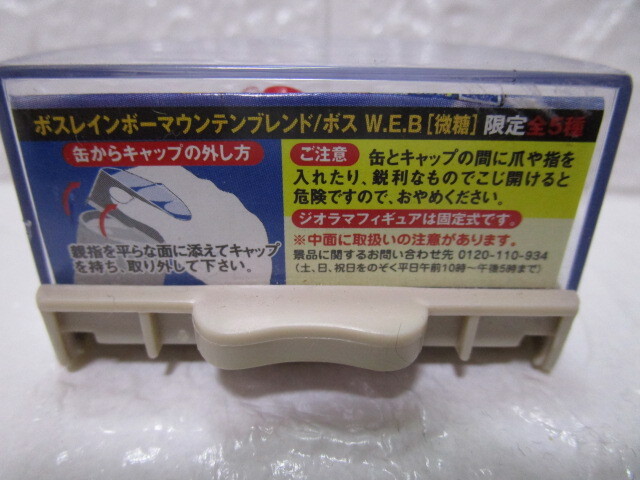 ボスレインボーマウンテンブレンド/ボス W.E.B[微糖] 限定全5種
缶からキャップの外し方
親指を平らな面に添えてキャップ
を持ち、取り外して下さい。
ご注意 缶とキャップの間に爪や指を
入れたり、鋭利なものでこじ開けると
危険ですので、おやめください。
ジオラマフィギュアは固定式です。
※中面に取扱いの注意があります。
景品に関するお問い合わせ先 0120-110-934
(土、日、祝日をのぞく平日午前10時〜午後5時まで)